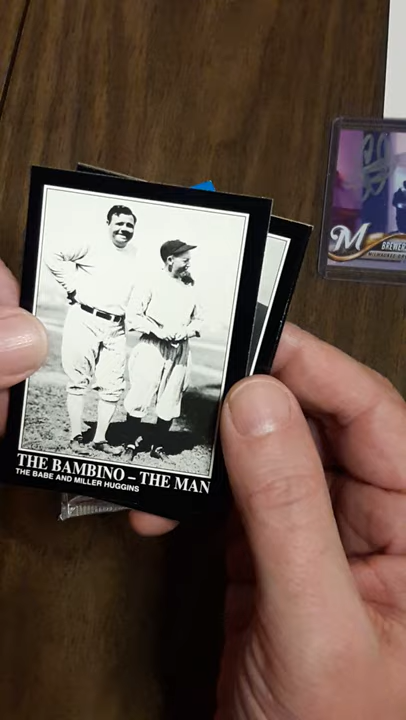 THE BAMBINO – THE MAN
THE BABE AND MILLER HUGGINS
M
BREWER